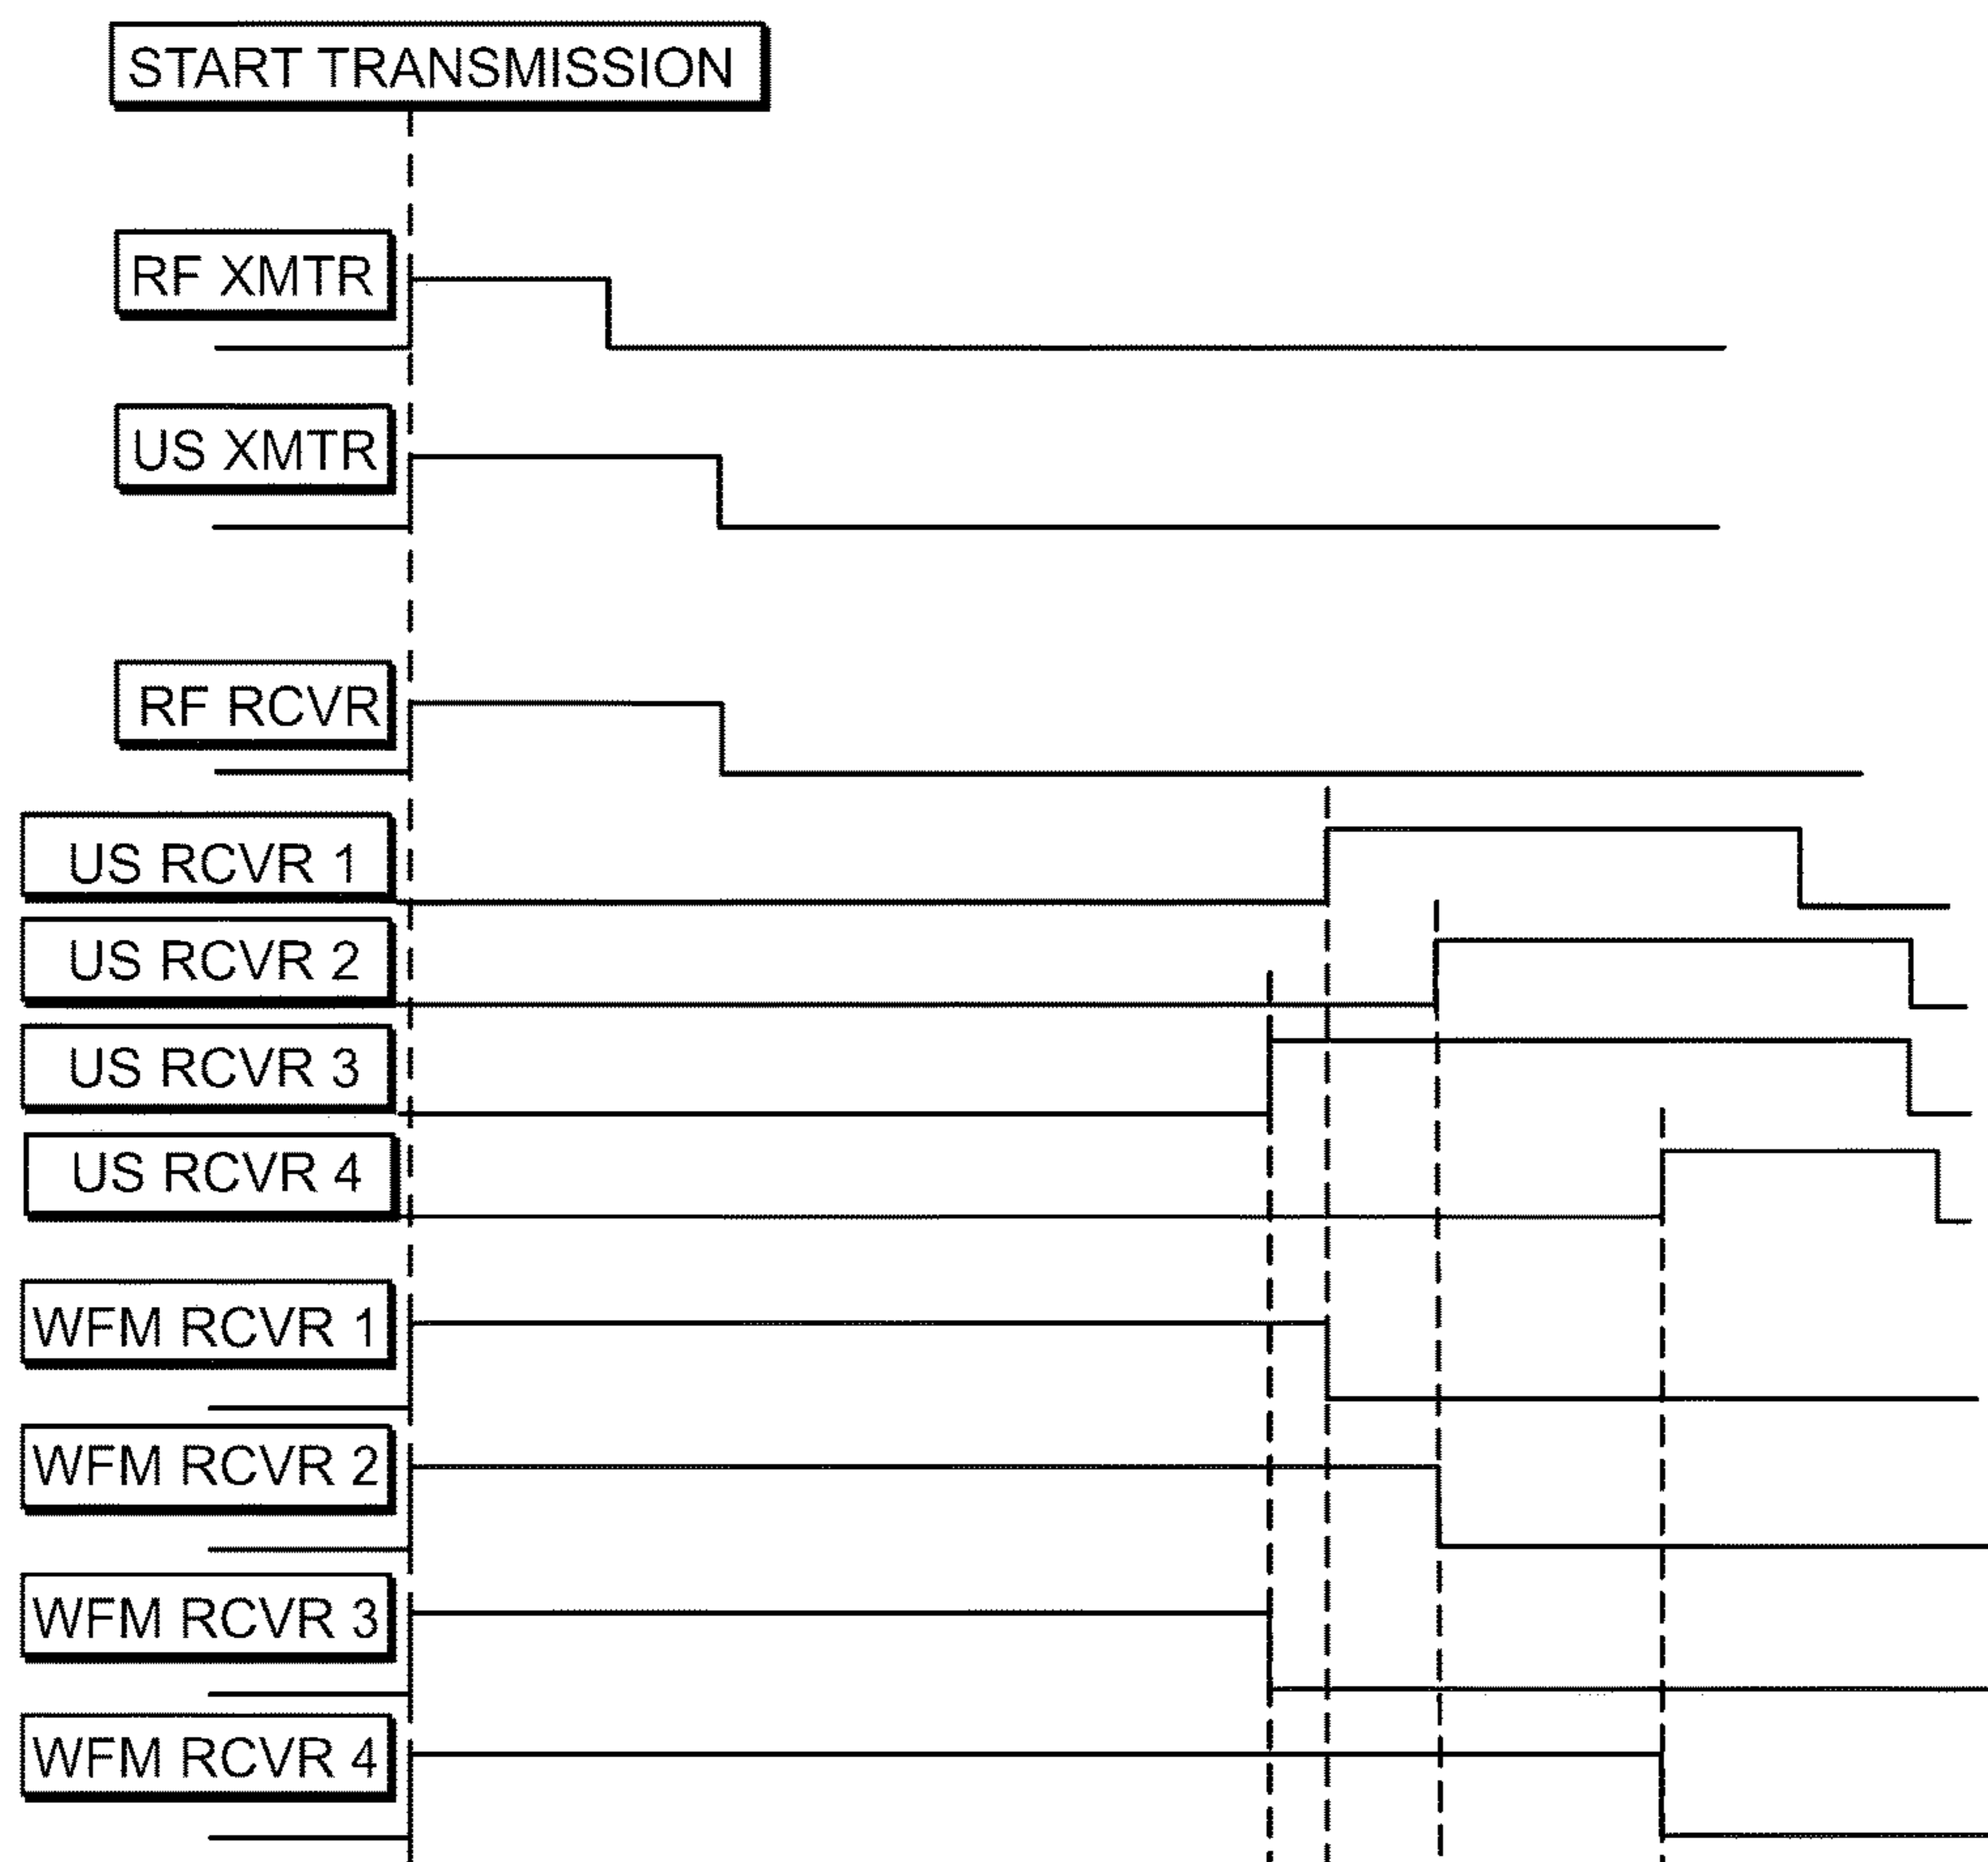 START TRANSMISSION
RF XMTR
US XMTR
RF RCVR
US RCVR 1
US RCVR 2
US RCVR 3
US RCVR 4
WFM RCVR 1
WFM RCVR 2
WFM RCVR 3
WFM RCVR 4